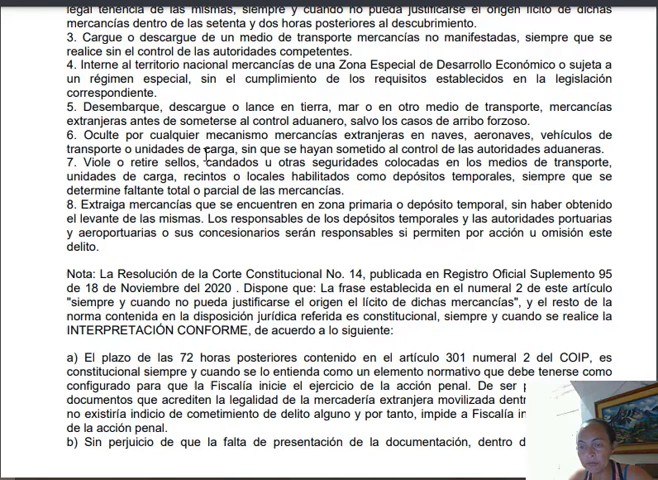 legal tenencia de las mismas, siempre y cuando no pueda justificarse el origen lícito de dichas
mercancías dentro de las setenta y dos horas posteriores al descubrimiento.
3. Cargue o descargue de un medio de transporte mercancías no manifestadas, siempre que se
realice sin el control de las autoridades competentes.
4. Interne al territorio nacional mercancías de una Zona Especial de Desarrollo Económico o sujeta a
un régimen especial, sin el cumplimiento de los requisitos establecidos en la legislación
correspondiente.
5. Desembarque, descargue o lance en tierra, mar o en otro medio de transporte, mercancías
extranjeras antes de someterse al control aduanero, salvo los casos de arribo forzoso.
6. Oculte por cualquier mecanismo mercancías extranjeras en naves, aeronaves, vehículos de
transporte o unidades de carga, sin que se hayan sometido al control de las autoridades aduaneras.
7. Viole o retire sellos, candados u otras seguridades colocadas en los medios de transporte,
unidades de carga, recintos o locales habilitados como depósitos temporales, siempre que se
determine faltante total o parcial de las mercancías.
8. Extraiga mercancías que se encuentren en zona primaria o depósito temporal, sin haber obtenido
el levante de las mismas. Los responsables de los depósitos temporales y las autoridades portuarias
y aeroportuarias o sus concesionarios serán responsables si permiten por acción u omisión este
delito.
Nota: La Resolución de la Corte Constitucional No. 14, publicada en Registro Oficial Suplemento 95
de 18 de Noviembre del 2020 . Dispone que: La frase establecida en el numeral 2 de este artículo
"siempre y cuando no pueda justificarse el origen el lícito de dichas mercancías", y el resto de la
norma contenida en la disposición jurídica referida es constitucional, siempre y cuando se realice la
INTERPRETACIÓN CONFORME, de acuerdo a lo siguiente:
a) El plazo de las 72 horas posteriores contenido en el artículo 301 numeral 2 del COIP, es
constitucional siempre y cuando se lo entienda como un elemento normativo que debe tenerse como
configurado para que la Fiscalía inicie el ejercicio de la acción penal. De ser
documentos que acrediten la legalidad de la mercadería extranjera movilizada
no existiría indicio de cometimiento de delito alguno y por tanto, impide a Fiscalía
de la acción penal.
b) Sin perjuicio de que la falta de presentación de la documentación, dentro